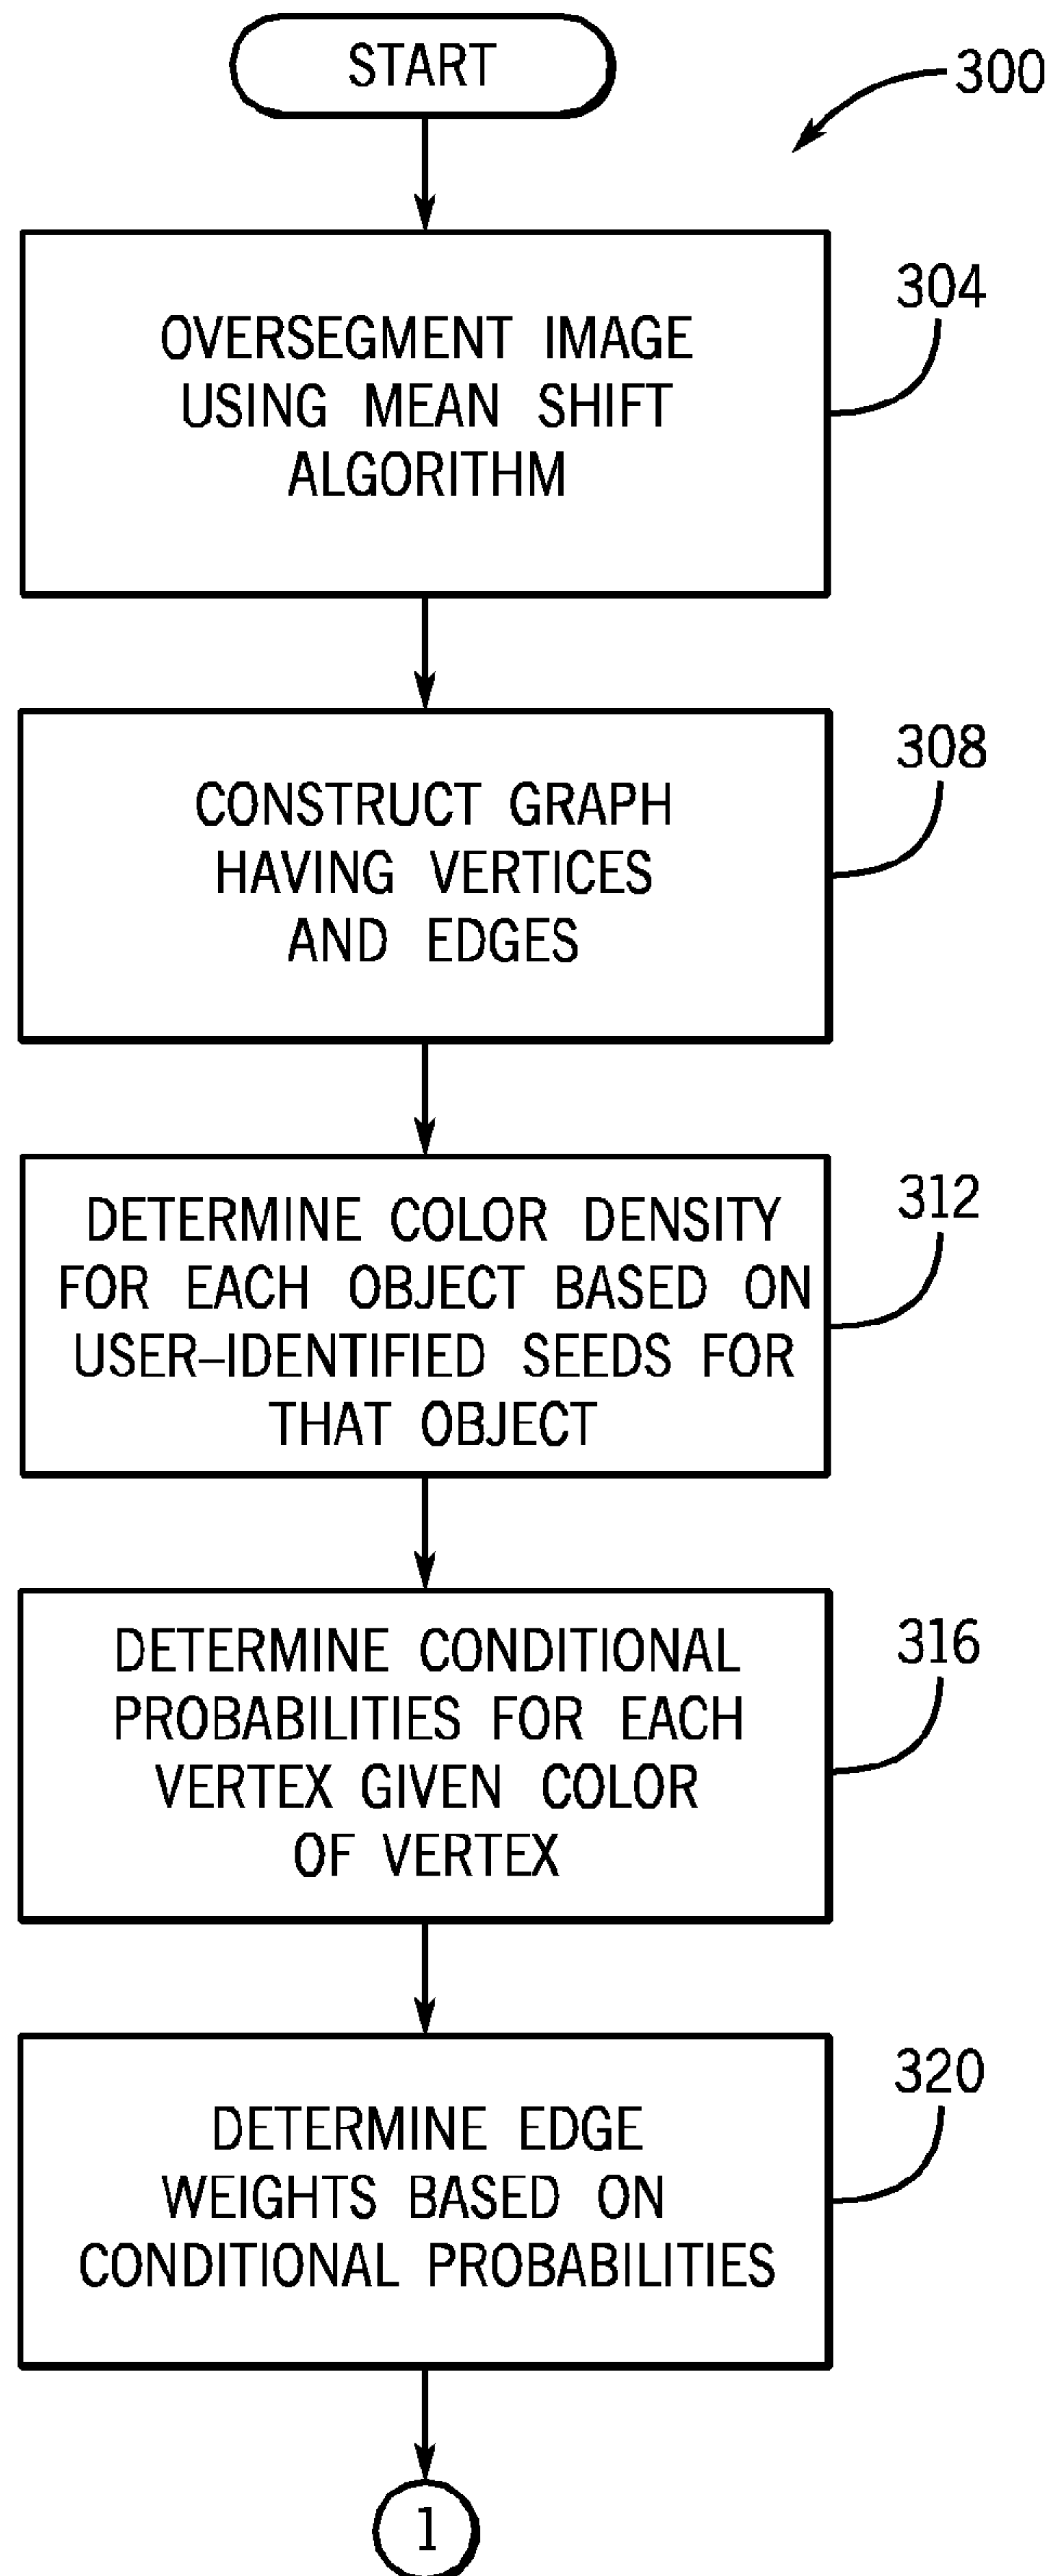 START
300
304
OVERSEGMENT IMAGE
USING MEAN SHIFT
ALGORITHM
308
CONSTRUCT GRAPH
HAVING VERTICES
AND EDGES
312
DETERMINE COLOR DENSITY
FOR EACH OBJECT BASED ON
USER–IDENTIFIED SEEDS FOR
THAT OBJECT
316
DETERMINE CONDITIONAL
PROBABILITIES FOR EACH
VERTEX GIVEN COLOR
OF VERTEX
320
DETERMINE EDGE
WEIGHTS BASED ON
CONDITIONAL PROBABILITIES
1